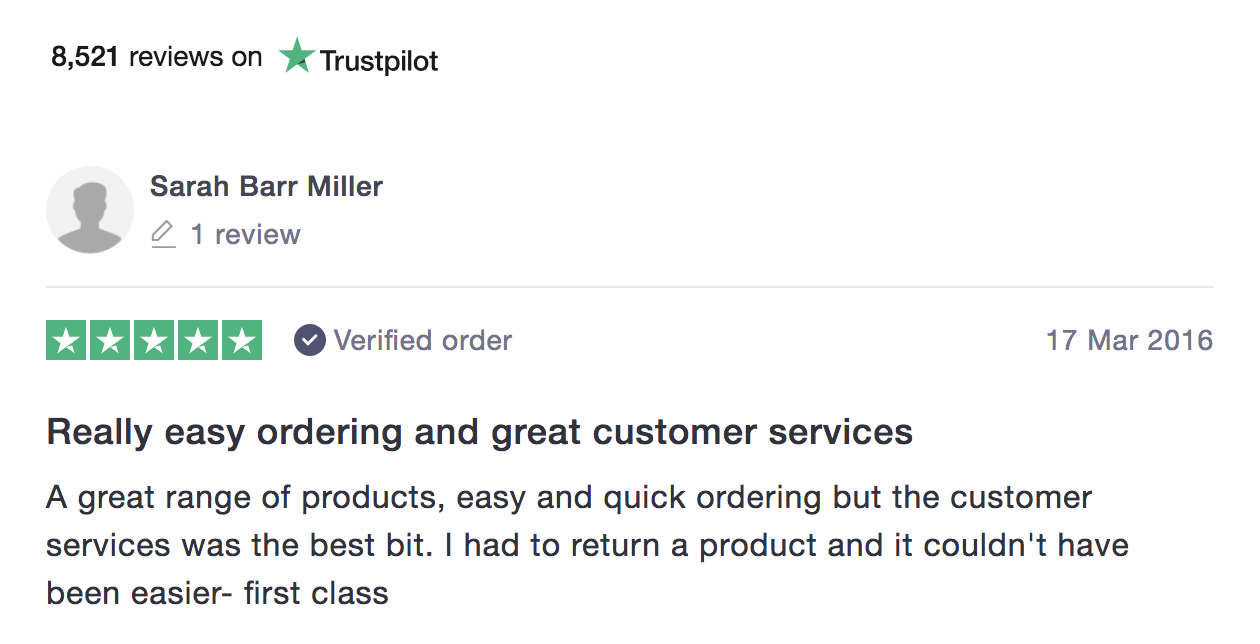 8,521 reviews on Trustpilot
Sarah Barr Miller
1 review
Verified order 17 Mar 2016
Really easy ordering and great customer services
A great range of products, easy and quick ordering but the customer
services was the best bit. I had to return a product and it couldn't have
been easier- first class